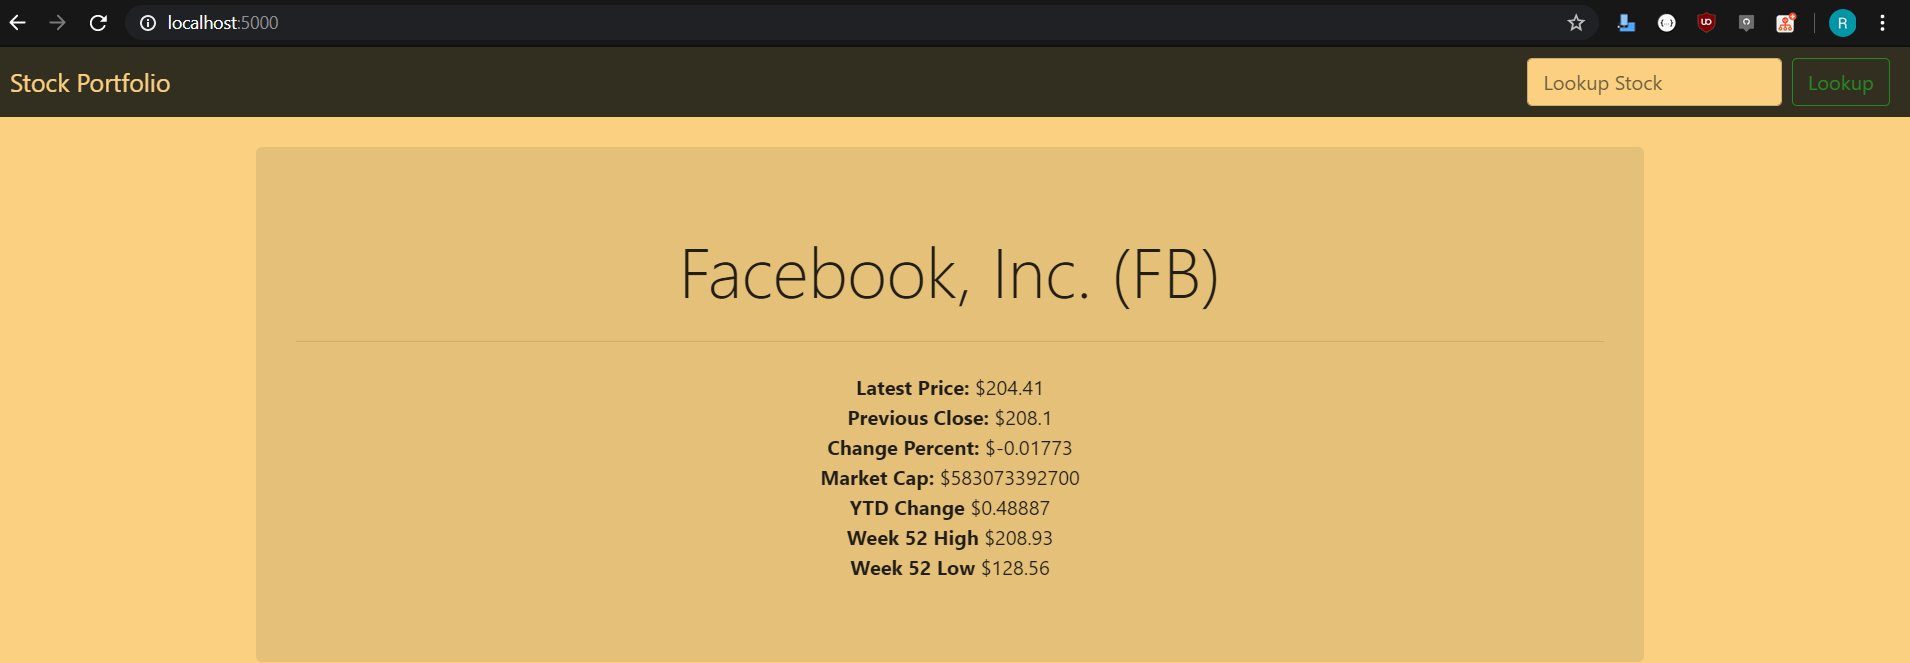 localhost:5000
R
Stock Portfolio
Lookup Stock
Lookup
Facebook, Inc. (FB)
Latest Price: $204.41
Previous Close: $208.1
Change Percent: $-0.01773
Market Cap: $583073392700
YTD Change $0.48887
Week 52 High $208.93
Week 52 Low $128.56